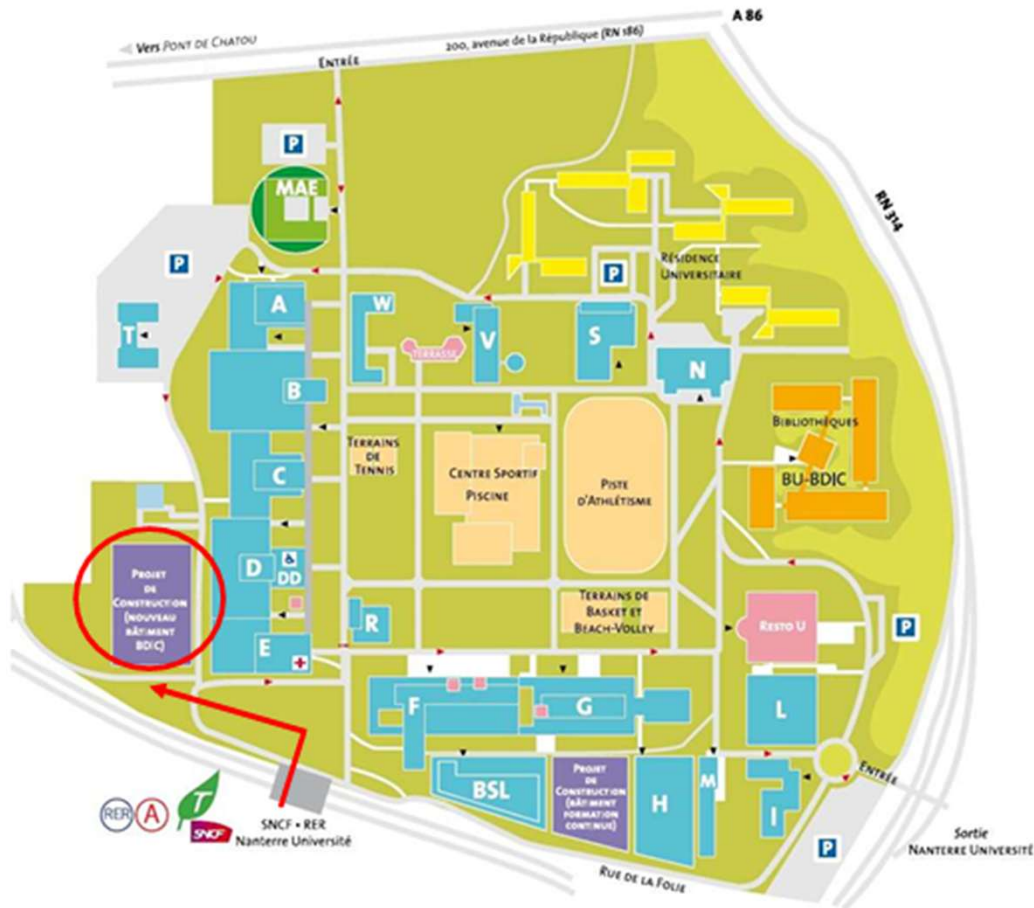 A 86
Vers PONT DE CHATOU
200, avenue de la République (RN 186)
ENTRÉE
P
MAE
RN 314
P
RÉSIDENCE
UNIVERSITAIRE
P
A
W
T
V
S
TERRASSE
N
B
BIBLIOTHÈQUES
TERRAINS
DE
TENNIS
CENTRE SPORTIF
PISCINE
PISTE
D'ATHLÉTISME
BU-BDIC
C
PROJET
DE
CONSTRUCTION
(NOUVEAU
BÂTIMENT
BDIC)
D
DD
TERRAINS DE
BASKET ET
BEACH-VOLLEY
R
RESTO U
P
E
F
G
L
BSL
PROJET
DE
CONSTRUCTION
(BÂTIMENT
FORMATION
CONTINUE)
H
M
I
ENTRÉE
RER
A
T
SNCF
SNCF • RER
Nanterre Université
P
Sortie
NANTERRE UNIVERSITÉ
RUE DE LA FOLIE